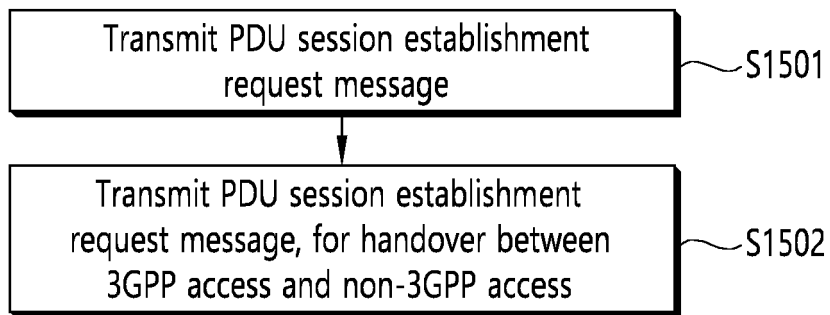 Transmit PDU session establishment
request message
S1501
Transmit PDU session establishment
request message, for handover between
3GPP access and non-3GPP access
S1502